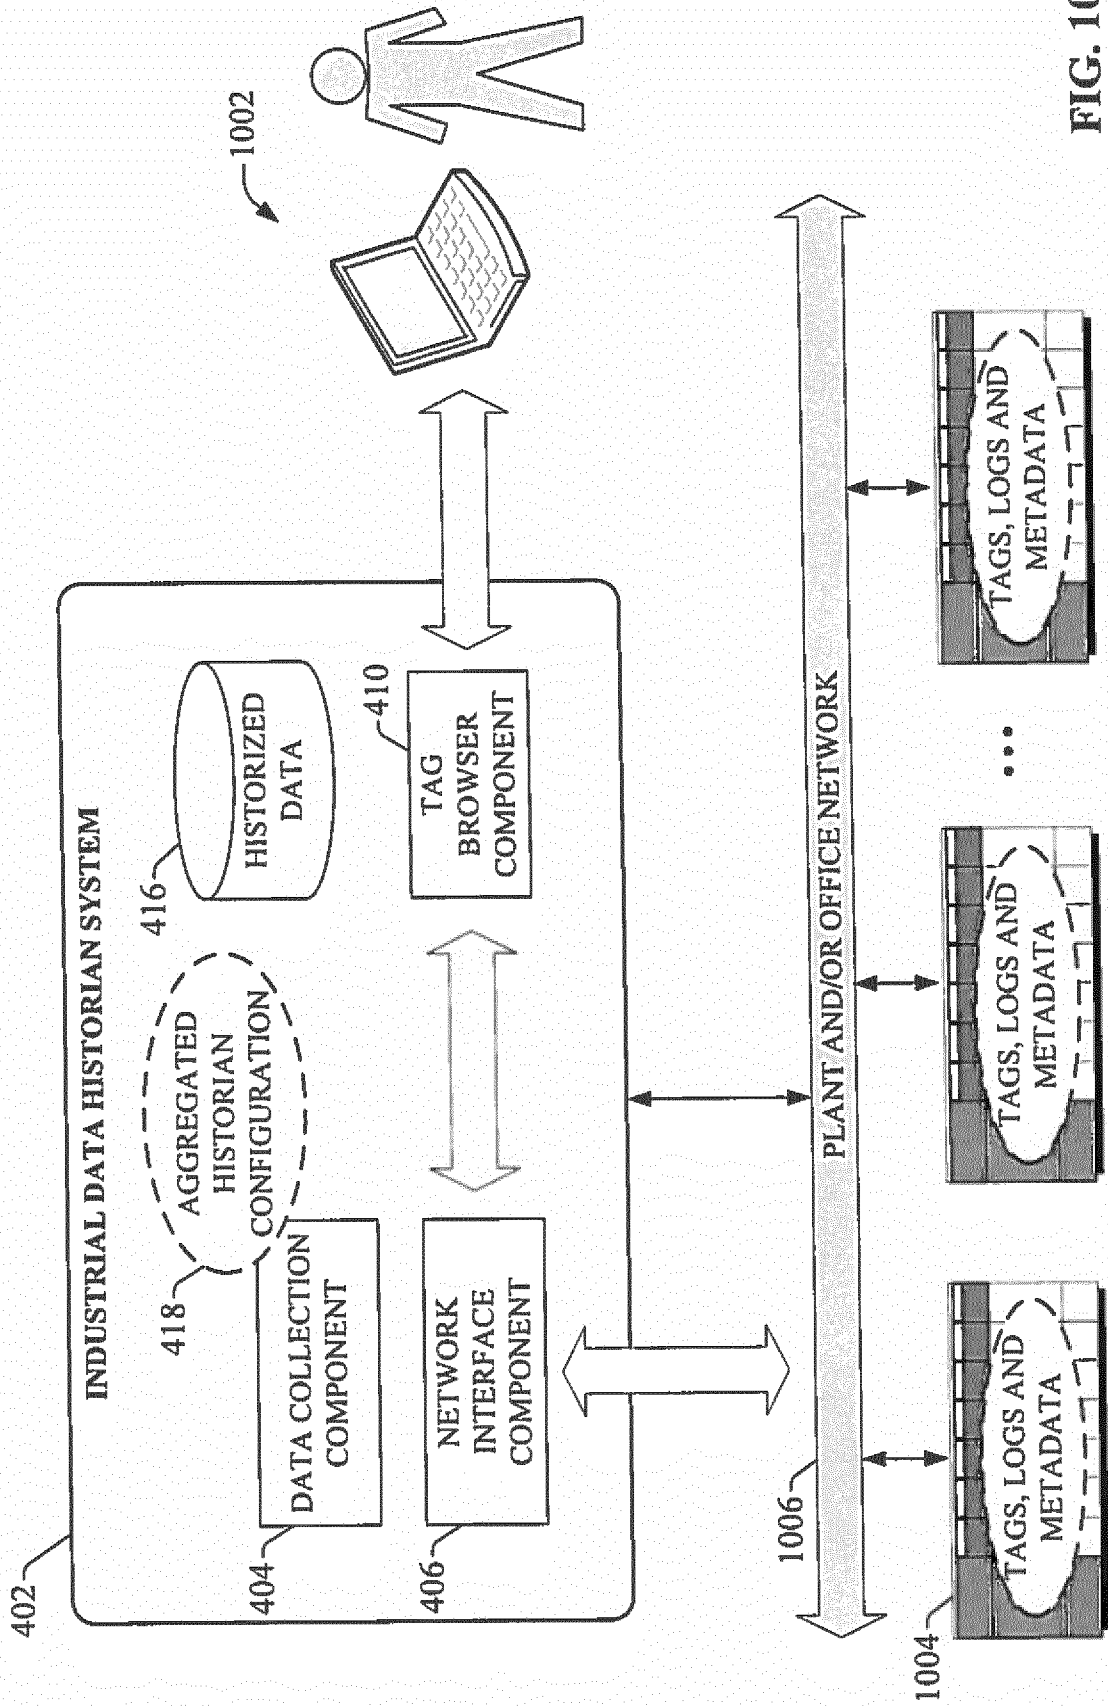 402
INDUSTRIAL DATA HISTORIAN SYSTEM
418
AGGREGATED
HISTORIAN
CONFIGURATION
416
HISTORIZED
DATA
1002
404
DATA COLLECTION
COMPONENT
406
NETWORK
INTERFACE
COMPONENT
410
TAG
BROWSER
COMPONENT
1006
PLANT AND/OR OFFICE NETWORK
1004
TAGS, LOGS AND
METADATA
TAGS, LOGS AND
METADATA
...
TAGS, LOGS AND
METADATA
FIG. 10